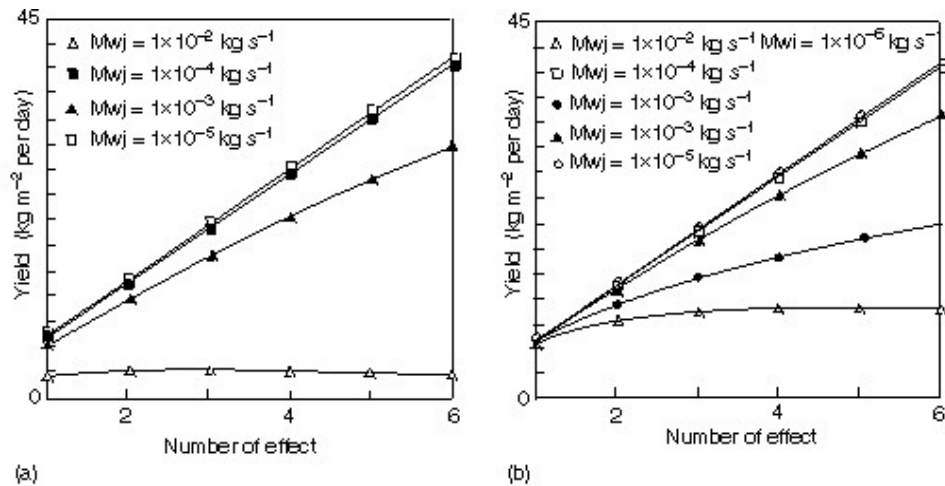 45
Mwj = 1×10⁻² kg s⁻¹
Mwj = 1×10⁻⁴ kg s⁻¹
Mwj = 1×10⁻³ kg s⁻¹
Mwj = 1×10⁻⁵ kg s⁻¹
Yield (kg m⁻² per day)
0
2
4
6
Number of effect
(a)
45
Mwj = 1×10⁻² kg s⁻¹ Mwj = 1×10⁻⁶ kg s⁻¹
Mwj = 1×10⁻⁴ kg s⁻¹
Mwj = 1×10⁻³ kg s⁻¹
Mwj = 1×10⁻³ kg s⁻¹
Mwj = 1×10⁻⁵ kg s⁻¹
Yield (kg m⁻² per day)
0
2
4
6
Number of effect
(b)